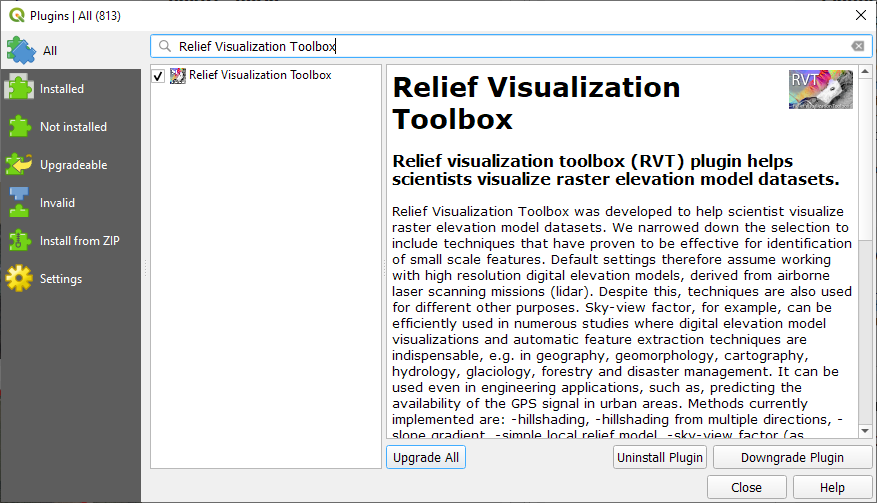 Plugins | All (813)
All
Installed
Not installed
Upgradeable
Invalid
Install from ZIP
Settings
Relief Visualization Toolbox
Relief Visualization Toolbox
RVT
Relief Visualization
Toolbox
Relief visualization toolbox (RVT) plugin helps
scientists visualize raster elevation model datasets.
Relief Visualization Toolbox was developed to help scientist visualize
raster elevation model datasets. We narrowed down the selection to
include techniques that have proven to be effective for identification
of small scale features. Default settings therefore assume working
with high resolution digital elevation models, derived from airborne
laser scanning missions (lidar). Despite this, techniques are also used
for different other purposes. Sky-view factor, for example, can be
efficiently used in numerous studies where digital elevation model
visualizations and automatic feature extraction techniques are
indispensable, e.g. in geography, geomorphology, cartography,
hydrology, glaciology, forestry and disaster management. It can be
used even in engineering applications, such as, predicting the
availability of the GPS signal in urban areas. Methods currently
implemented are: -hillshading, -hillshading from multiple directions, -
slope gradient, -simple local relief model, -sky-view factor (as
Upgrade All
Uninstall Plugin
Downgrade Plugin
Close
Help